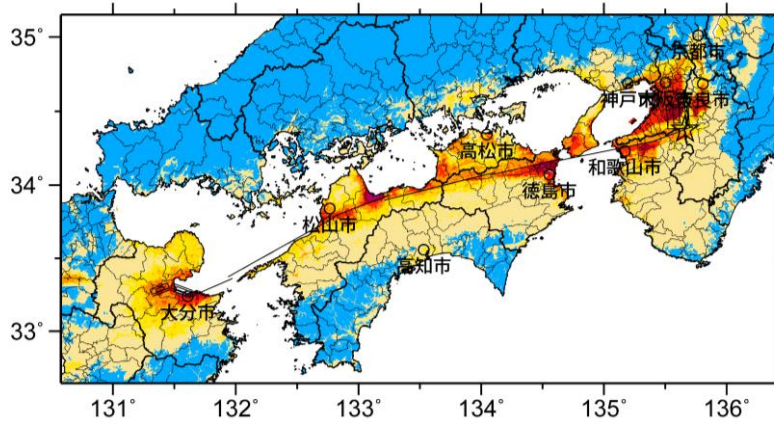 35°
京都市
神戸市
大阪市
奈良市
高松市
和歌山市
34°
徳島市
松山市
高知市
大分市
33°
131°
132°
133°
134°
135°
136°